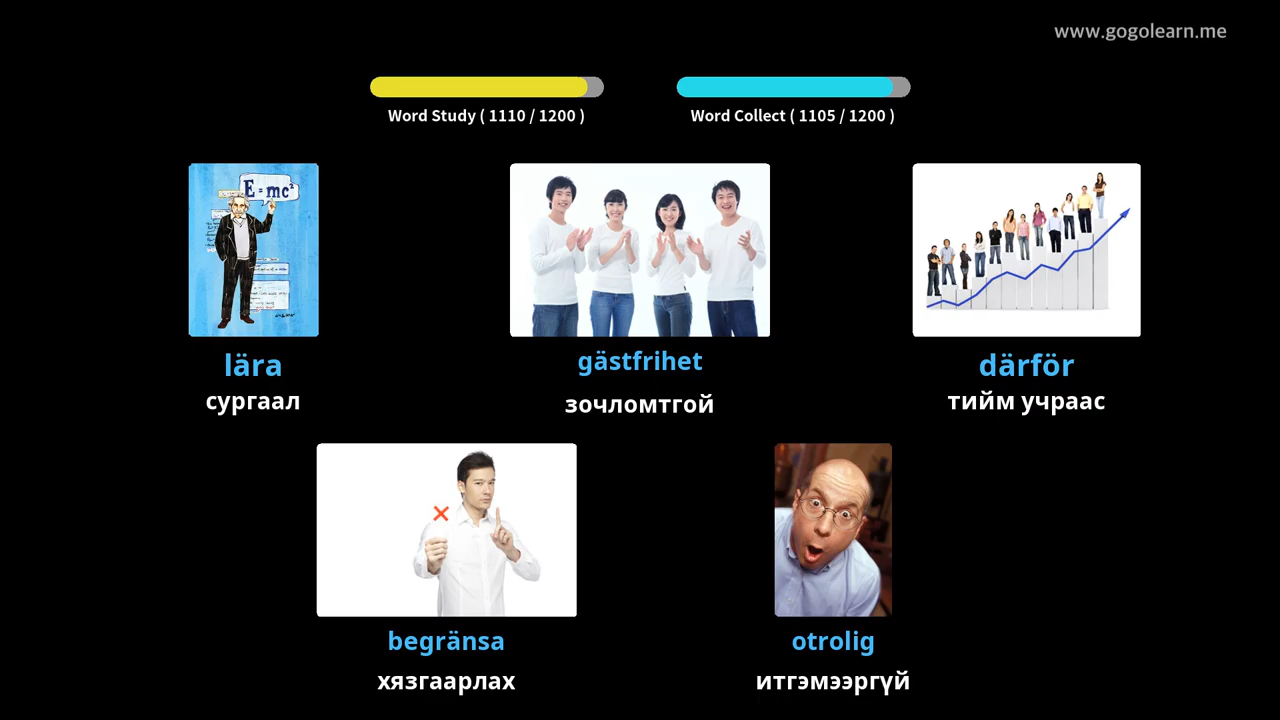 www.gogolearn.me
Word Study ( 1110 / 1200 )
Word Collect ( 1105 / 1200 )
E = mc²
lära
сургаал
gästfrihet
зочломтгой
därför
тийм учраас
begränsa
хязгаарлах
otrolig
итгэмээргүй